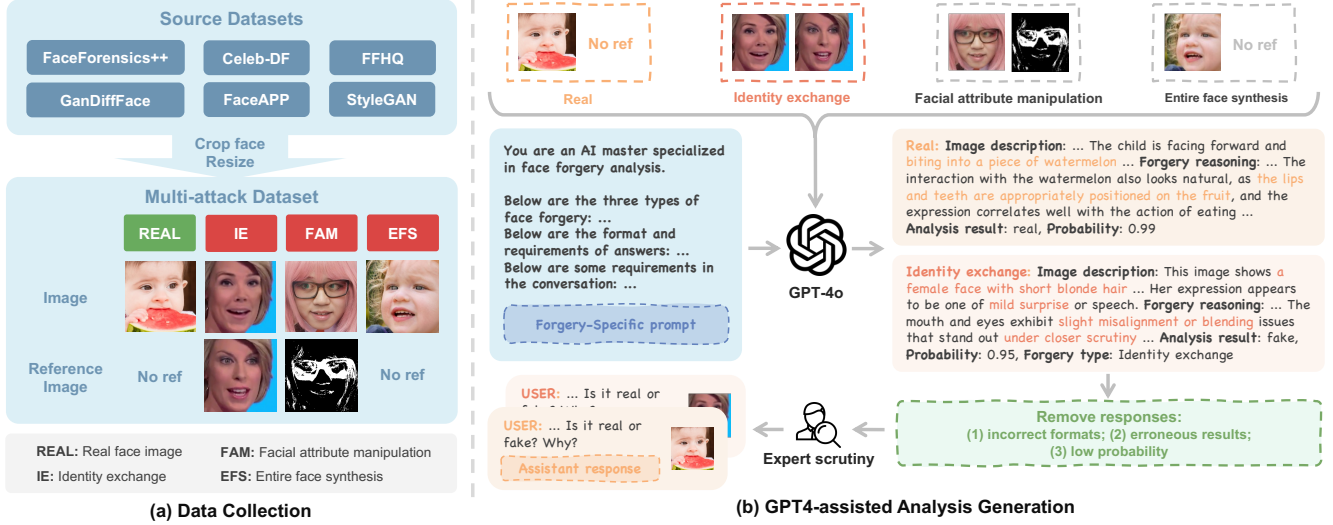 Source Datasets
FaceForensics++
Celeb-DF
FFHQ
GanDiffFace
FaceAPP
StyleGAN
Crop face
Resize
Multi-attack Dataset
REAL
IE
FAM
EFS
Image
Reference
Image
No ref
No ref
REAL: Real face image
FAM: Facial attribute manipulation
IE: Identity exchange
EFS: Entire face synthesis
(a) Data Collection
No ref
No ref
Real
Identity exchange
Facial attribute manipulation
Entire face synthesis
You are an AI master specialized
in face forgery analysis.
Below are the three types of
face forgery: ...
Below are the format and
requirements of answers: ...
Below are some requirements in
the conversation: ...
Forgery-Specific prompt
GPT-4o
Real: Image description: ... The child is facing forward and
biting into a piece of watermelon ... Forgery reasoning: ... The
interaction with the watermelon also looks natural, as the lips
and teeth are appropriately positioned on the fruit, and the
expression correlates well with the action of eating ...
Analysis result: real, Probability: 0.99
Identity exchange: Image description: This image shows a
female face with short blonde hair ... Her expression appears
to be one of mild surprise or speech. Forgery reasoning: ... The
mouth and eyes exhibit slight misalignment or blending issues
that stand out under closer scrutiny ... Analysis result: fake,
Probability: 0.95, Forgery type: Identity exchange
Remove responses:
(1) incorrect formats; (2) erroneous results;
(3) low probability
Expert scrutiny
USER: ... Is it real or
USER: ... Is it real or
fake? Why?
Assistant response
(b) GPT4-assisted Analysis Generation